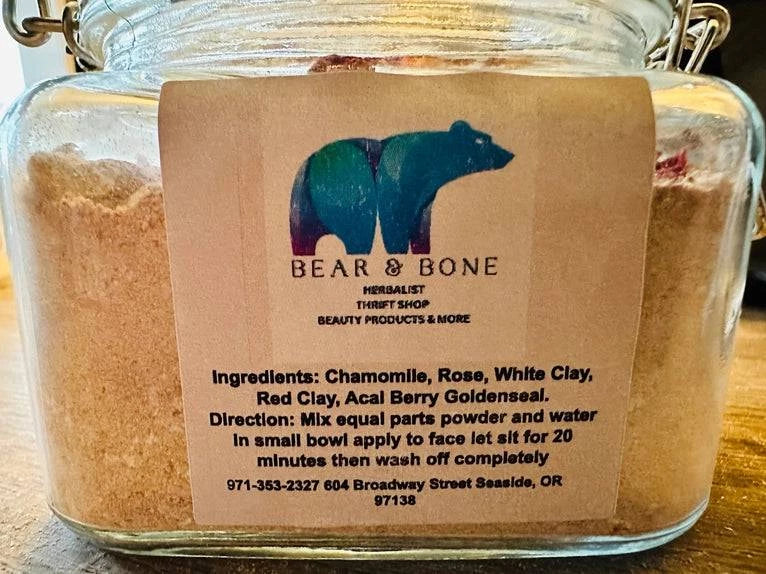 BEAR & BONE
HERBALIST
THRIFT SHOP
BEAUTY PRODUCTS & MORE
Ingredients: Chamomile, Rose, White Clay,
Red Clay, Acai Berry Goldenseal.
Direction: Mix equal parts powder and water
in small bowl apply to face let sit for 20
minutes then wash off completely
971-353-2327 604 Broadway Street Seaside, OR
97138